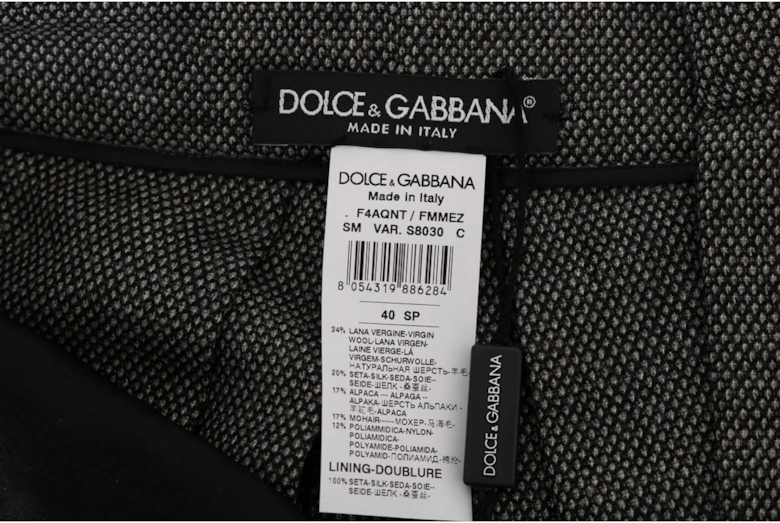 DOLCE & GABBANA®
MADE IN ITALY
DOLCE & GABBANA
Made in Italy
. F4AQNT / FMMEZ
SM VAR. S8030 C
8 054319 886284
40 SP
34% LANA VERGINE-VIRGIN
WOOL-LANA VIRGEN-
LAINE VIERGE-LÃ
VIRGEM-SCHURWOLLE-
НАТУРАЛЬНАЯ ШЕРСТЬ-羊毛-
20% SETA-SILK-SEDA-SOIE--
SEIDE-ШЕЛК -桑蚕丝-
17% ALPACA --- ALPAGA --
ALPAKA-ШЕРСТЬ АЛЬПАКИ -
羊驼毛-ALPACA
17% MOHAIR------МОХЕР-马海毛-
12% POLIAMMIDICA-NYLON-
POLIAMIDICA-
POLYAMIDE-POLIAMIDA-
POLYAMID-ПОЛИАМИД-
LINING-DOUBLURE
100% SETA-SILK-SEDA-SOIE--
SEIDE-ШЕЛК -桑蚕丝-
DOLCE & GABBANA